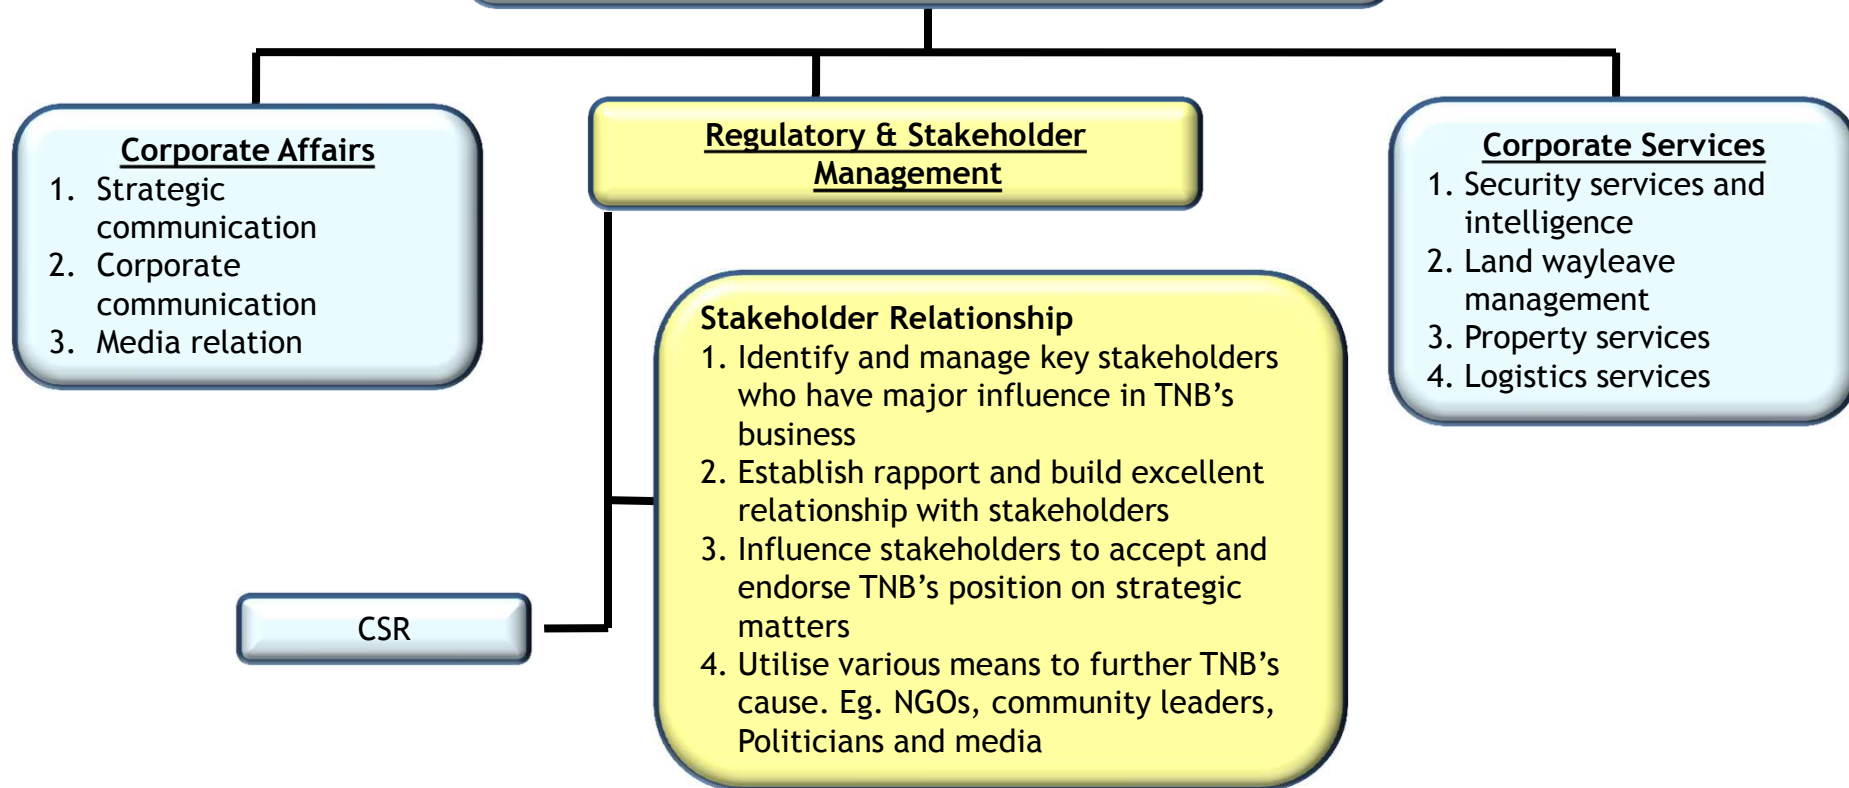 Corporate Affairs
1. Strategic
communication
2. Corporate
communication
3. Media relation
Regulatory & Stakeholder
Management
Corporate Services
1. Security services and
intelligence
2. Land wayleave
management
3. Property services
4. Logistics services
Stakeholder Relationship
1. Identify and manage key stakeholders
who have major influence in TNB’s
business
2. Establish rapport and build excellent
relationship with stakeholders
3. Influence stakeholders to accept and
endorse TNB’s position on strategic
matters
4. Utilise various means to further TNB’s
cause. Eg. NGOs, community leaders,
Politicians and media
CSR